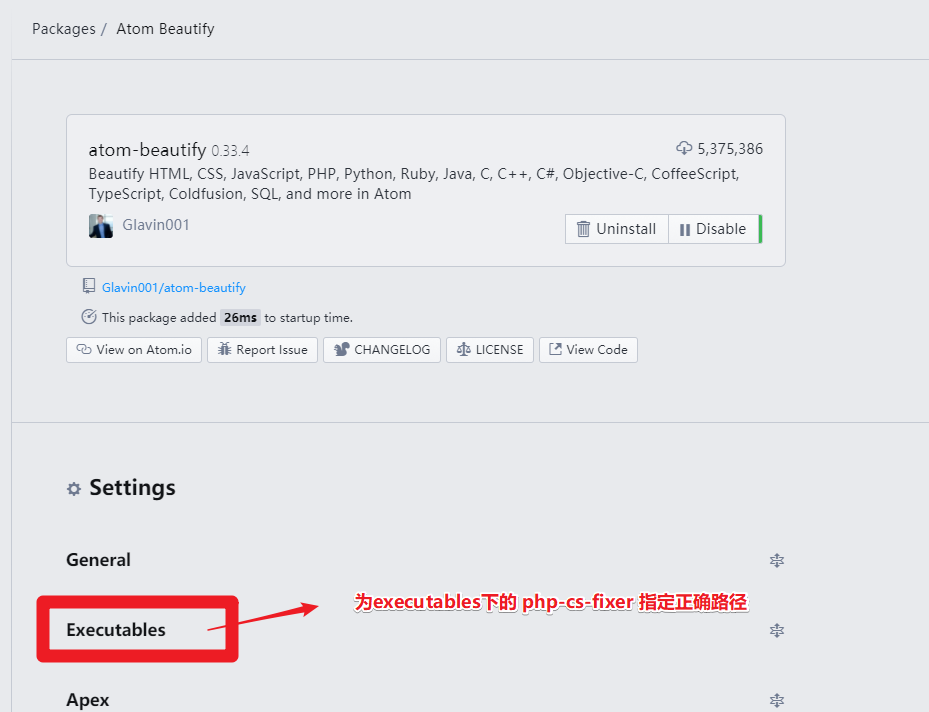 Packages / Atom Beautify
atom-beautify 0.33.4
5,375,386
Beautify HTML, CSS, JavaScript, PHP, Python, Ruby, Java, C, C++, C#, Objective-C, CoffeeScript,
TypeScript, Coldfusion, SQL, and more in Atom
Glavin001
Uninstall
Disable
Glavin001/atom-beautify
This package added 26ms to startup time.
View on Atom.io
Report Issue
CHANGELOG
LICENSE
View Code
Settings
General
为executables下的 php-cs-fixer 指定正确路径
Executables
Apex